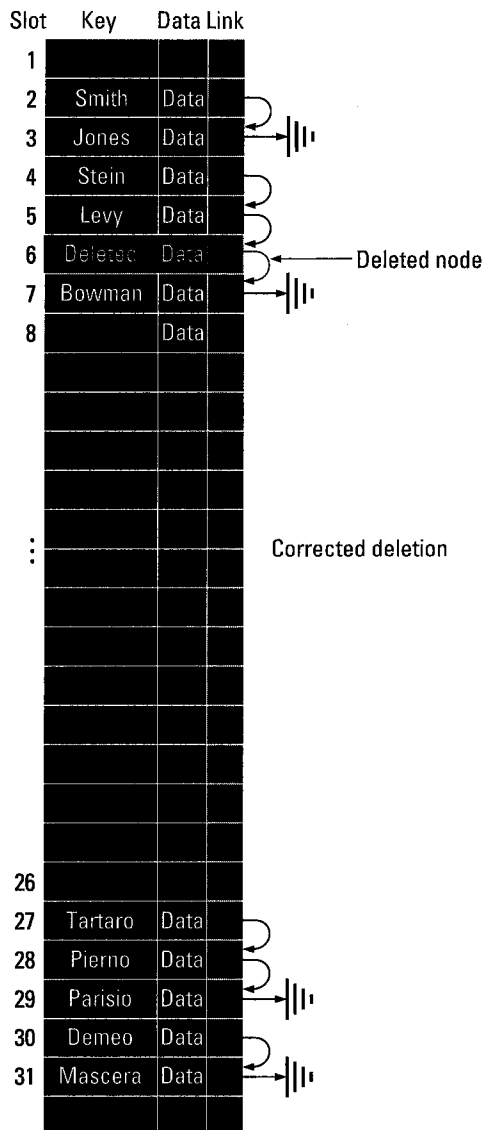 Slot Key Data Link
1
2 Smith Data
3 Jones Data
4 Stein Data
5 Levy Data
6 Deleted Data
Deleted node
7 Bowman Data
8 Data
⋮
Corrected deletion
26
27 Tartaro Data
28 Pierno Data
29 Parisio Data
30 Demeo Data
31 Mascera Data